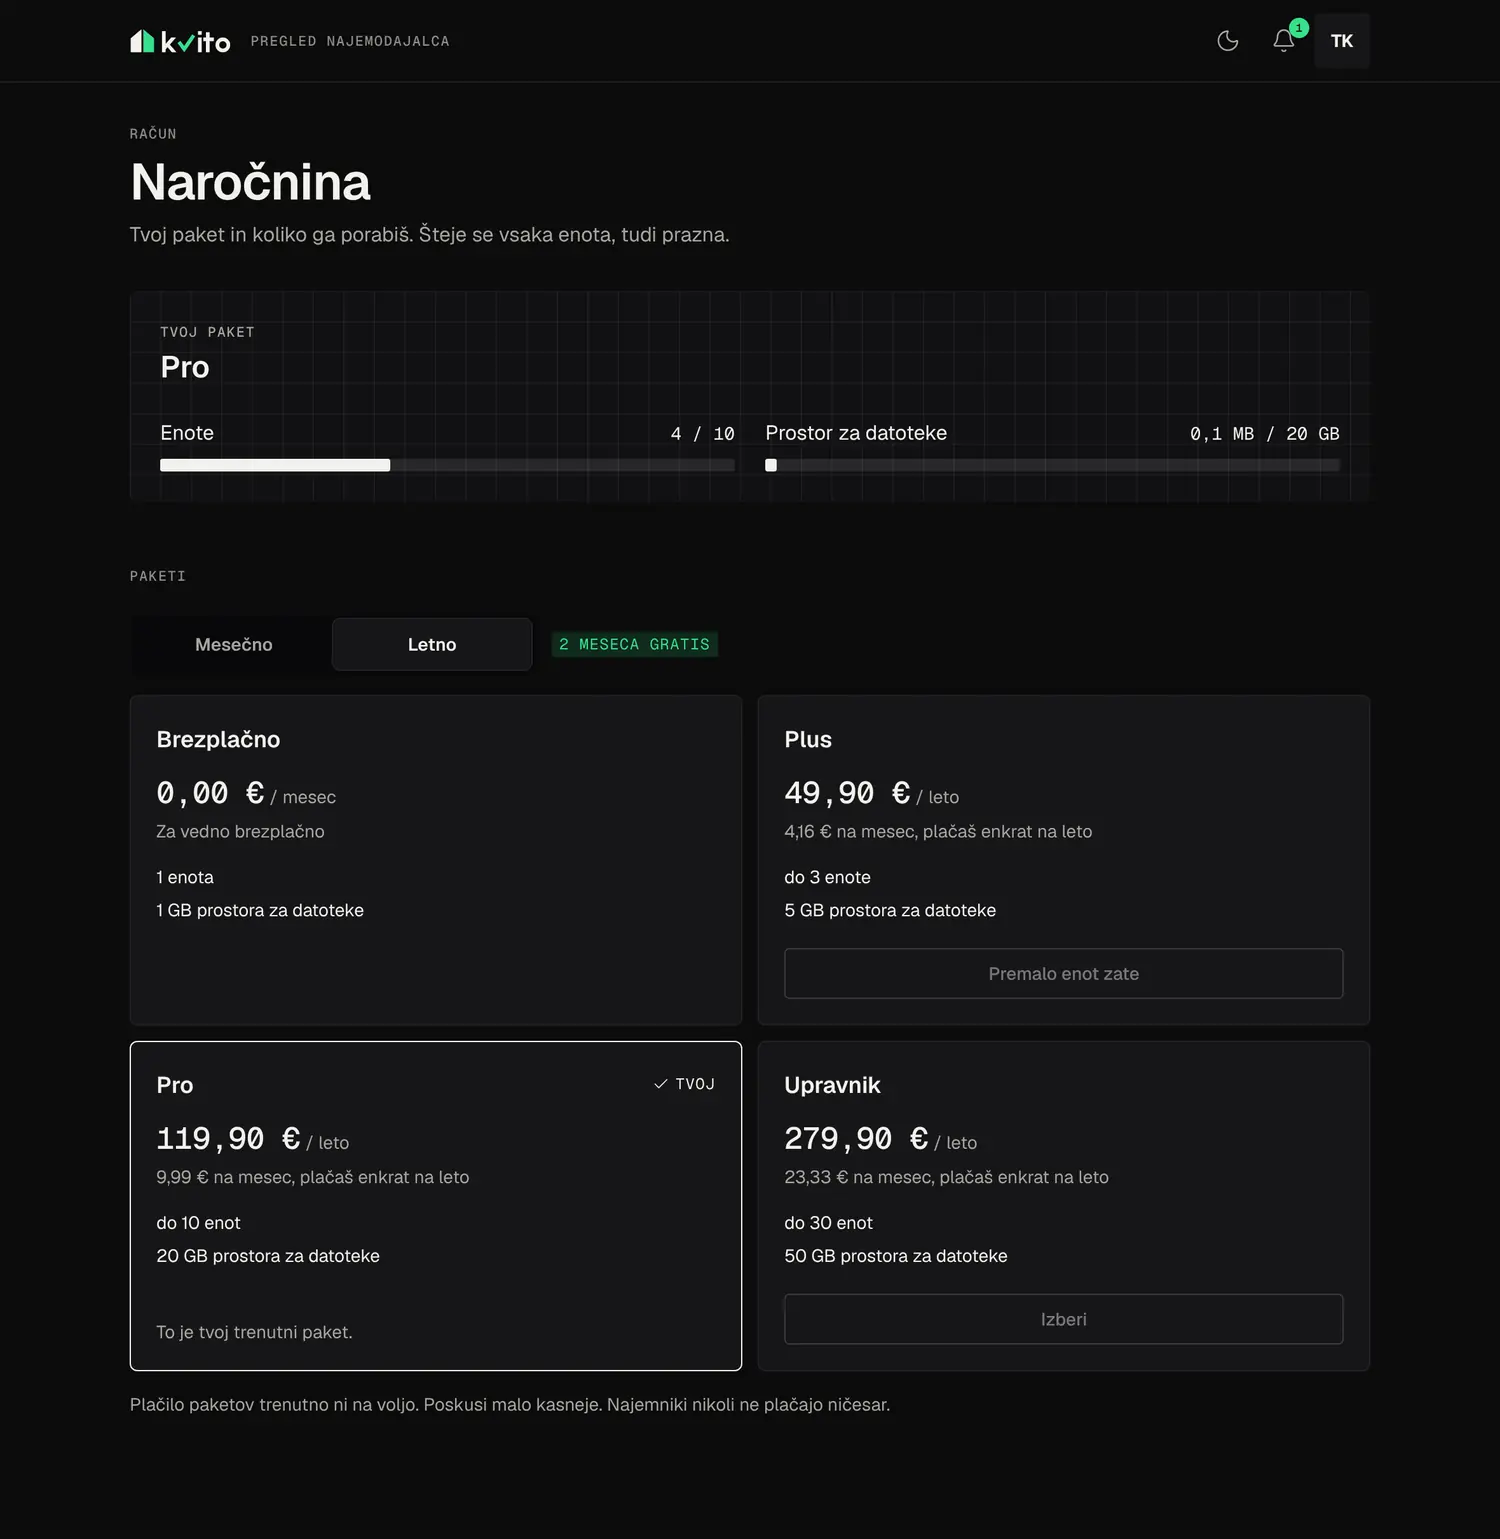 kvito PREGLED NAJEMODAJALCA 1 TK
RAČUN
Naročnina
Tvoj paket in koliko ga porabiš. Šteje se vsaka enota, tudi prazna.
TVOJ PAKET
Pro
Enote 4 / 10
Prostor za datoteke 0,1 MB / 20 GB
PAKETI
Mesečno Letno 2 MESECA GRATIS
Brezplačno
0,00 € / mesec
Za vedno brezplačno
1 enota
1 GB prostora za datoteke
Plus
49,90 € / leto
4,16 € na mesec, plačaš enkrat na leto
do 3 enote
5 GB prostora za datoteke
Premalo enot zate
Pro ✓ TVOJ
119,90 € / leto
9,99 € na mesec, plačaš enkrat na leto
do 10 enot
20 GB prostora za datoteke
To je tvoj trenutni paket.
Upravnik
279,90 € / leto
23,33 € na mesec, plačaš enkrat na leto
do 30 enot
50 GB prostora za datoteke
Izberi
Plačilo paketov trenutno ni na voljo. Poskusi malo kasneje. Najemniki nikoli ne plačajo ničesar.